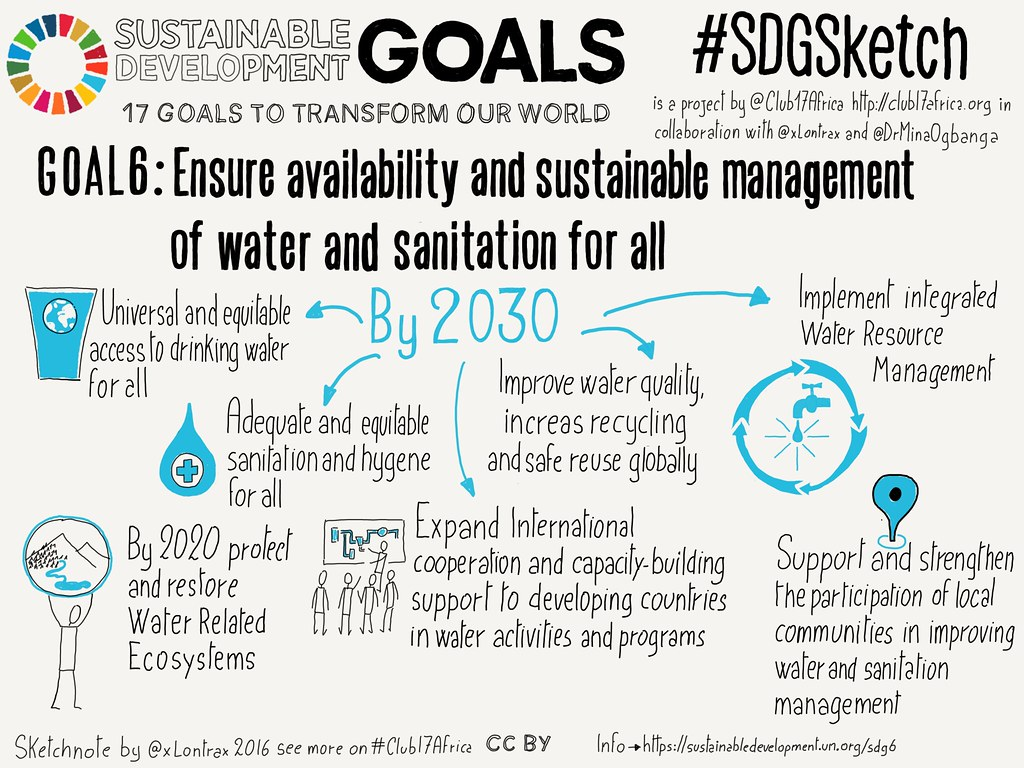 SUSTAINABLE
DEVELOPMENT GOALS
17 GOALS TO TRANSFORM OUR WORLD
#SDGSketch
is a project by @Club17Africa http://club17africa.org in
collaboration with @xLontrax and @DrMinaOgbanga
GOAL6: Ensure availability and sustainable management
of water and sanitation for all
By 2030
Universal and equitable
access to drinking water
for all
Adequate and equitable
sanitation and hygene
for all
Improve water quality,
increas recycling
and safe reuse globally
Implement integrated
Water Resource
Management
By 2020 protect
and restore
Water Related
Ecosystems
Expand International
cooperation and capacity-building
support to developing countries
in water activities and programs
Support and strengthen
the participation of local
communities in improving
water and sanitation
management
Sketchnote by @xLontrax 2016 see more on #Club17Africa CC BY
Info→https://sustainabledevelopment.un.org/sdg6